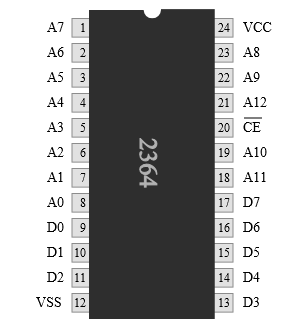 A7 1 24 VCC
A6 2 23 A8
A5 3 22 A9
A4 4 21 A12
A3 5 20 CE
A2 6 19 A10
A1 7 18 A11
A0 8 17 D7
D0 9 16 D6
D1 10 15 D5
D2 11 14 D4
VSS 12 13 D3
2364